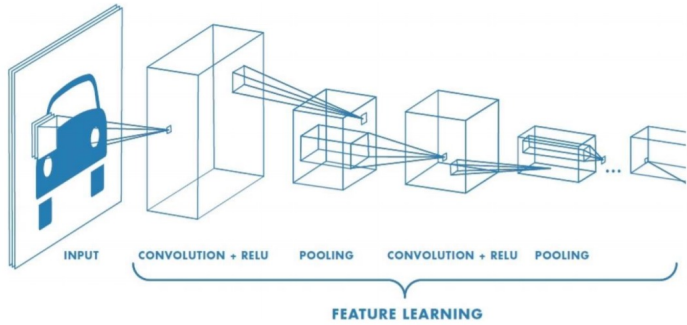 INPUT CONVOLUTION + RELU POOLING CONVOLUTION + RELU POOLING
...
FEATURE LEARNING